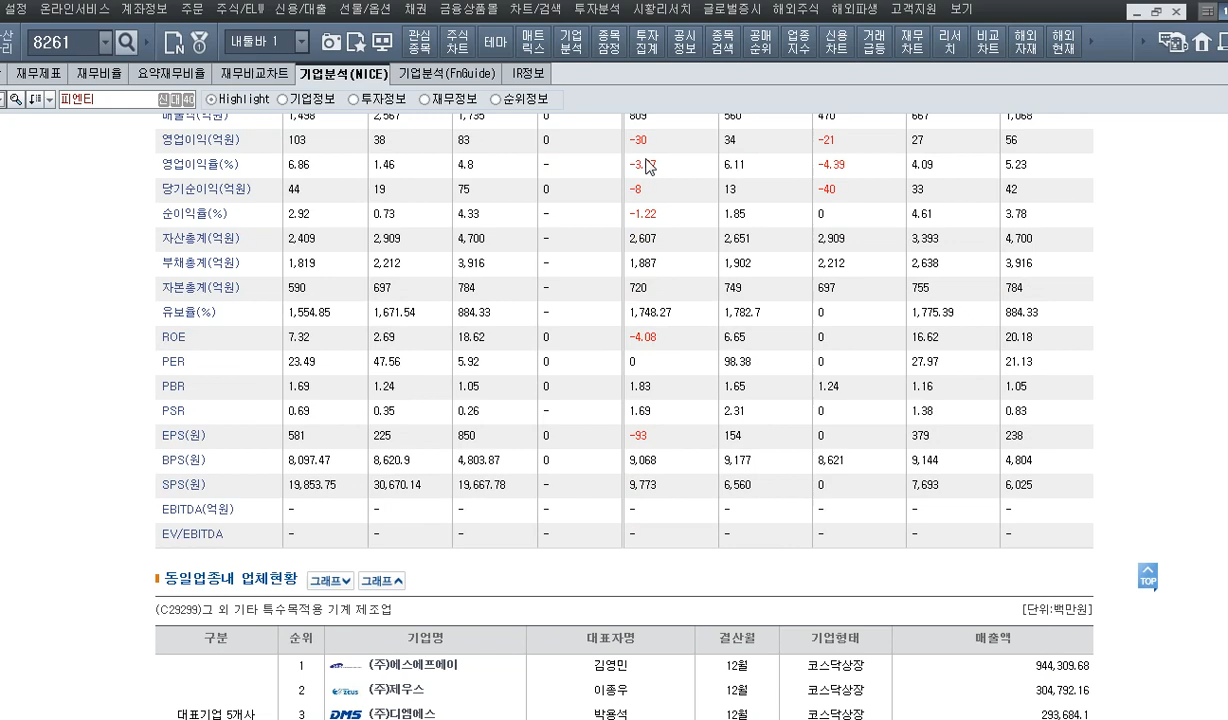 설정 온라인서비스 계좌정보 주문 주식/ELW 신용/대출 선물/옵션 채권 금융상품몰 차트/검색 투자분석 시황리서치 글로벌증시 해외주식 해외파생 고객지원 보기
8261 내툴바 1 관심종목 주식차트 테마 매트릭스 기업분석 종목잠정 투자집계 공시정보 종목검색 공매순위 업종지수 신용차트 거래급등 재무차트 리서치 비교차트 해외자재 해외현재
재무제표 재무비율 요약재무비율 재무비교차트 기업분석(NICE) 기업분석(FnGuide) IR정보
피엔티 신 대 Highlight 기업정보 투자정보 재무정보 순위정보
매출액(억원) 1,498 2,567 1,735 0 809 560 470 667 1,068
영업이익(억원) 103 38 83 0 -30 34 -21 27 56
영업이익율(%) 6.86 1.46 4.8 - 6.11 -4.39 4.09 5.23
당기순이익(억원) 44 19 75 0 -8 13 -40 33 42
순이익율(%) 2.92 0.73 4.33 - -1.22 1.85 0 4.61 3.78
자산총계(억원) 2,409 2,909 4,700 - 2,607 2,651 2,909 3,393 4,700
부채총계(억원) 1,819 2,212 3,916 - 1,887 1,902 2,212 2,638 3,916
자본총계(억원) 590 697 784 - 720 749 697 755 784
유보율(%) 1,554.85 1,671.54 884.33 - 1,748.27 1,782.7 0 1,775.39 884.33
ROE 7.32 2.69 18.62 0 -4.08 6.65 0 16.62 20.18
PER 23.49 47.56 5.92 0 0 98.38 0 27.97 21.13
PBR 1.69 1.24 1.05 0 1.83 1.65 1.24 1.16 1.05
PSR 0.69 0.35 0.26 - 1.69 2.31 0 1.38 0.83
EPS(원) 581 225 850 0 -93 154 0 379 238
BPS(원) 8,097.47 8,620.9 4,803.87 0 9,068 9,177 8,621 9,144 4,804
SPS(원) 19,853.75 30,670.14 19,667.78 - 9,773 6,560 0 7,693 6,025
EBITDA(억원) - - - - - - - - -
EV/EBITDA - - - - - - - - -
동일업종내 업체현황 그래프 그래프
TOP
(C29299)그 외 기타 특수목적용 기계 제조업 [단위:백만원]
구분 순위 기업명 대표자명 결산월 기업형태 매출액
1 (주)에스에프에이 김영민 12월 코스닥상장 944,309.68
2 zeus (주)제우스 이종우 12월 코스닥상장 304,792.16
대표기업 5개사 3 DMS (주)디엠에스 박용석 12월 코스닥상장 293,684.1